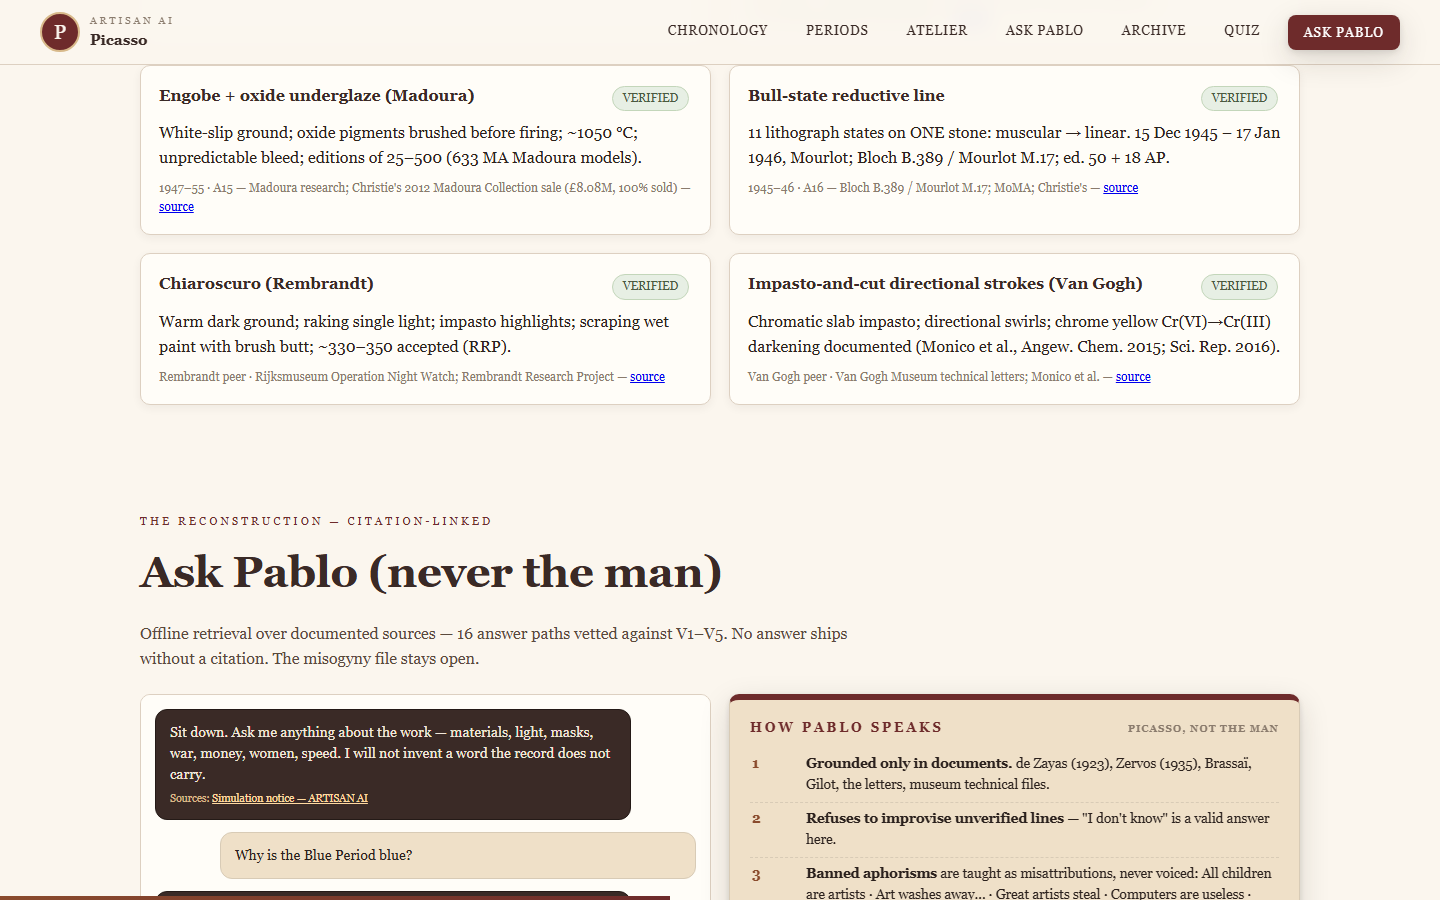 P
ARTISAN AI
Picasso
CHRONOLOGY
PERIODS
ATELIER
ASK PABLO
ARCHIVE
QUIZ
ASK PABLO
Engobe + oxide underglaze (Madoura)
VERIFIED
White-slip ground; oxide pigments brushed before firing; ~1050 °C;
unpredictable bleed; editions of 25–500 (633 MA Madoura models).
1947–55 · A15 — Madoura research; Christie's 2012 Madoura Collection sale (£8.08M, 100% sold) —
source
Bull-state reductive line
VERIFIED
11 lithograph states on ONE stone: muscular → linear. 15 Dec 1945 – 17 Jan
1946, Mourlot; Bloch B.389 / Mourlot M.17; ed. 50 + 18 AP.
1945–46 · A16 — Bloch B.389 / Mourlot M.17; MoMA; Christie's — source
Chiaroscuro (Rembrandt)
VERIFIED
Warm dark ground; raking single light; impasto highlights; scraping wet
paint with brush butt; ~330–350 accepted (RRP).
Rembrandt peer · Rijksmuseum Operation Night Watch; Rembrandt Research Project — source
Impasto-and-cut directional strokes (Van Gogh)
VERIFIED
Chromatic slab impasto; directional swirls; chrome yellow Cr(VI)→Cr(III)
darkening documented (Monico et al., Angew. Chem. 2015; Sci. Rep. 2016).
Van Gogh peer · Van Gogh Museum technical letters; Monico et al. — source
THE RECONSTRUCTION — CITATION-LINKED
Ask Pablo (never the man)
Offline retrieval over documented sources — 16 answer paths vetted against V1–V5. No answer ships
without a citation. The misogyny file stays open.
Sit down. Ask me anything about the work — materials, light, masks,
war, money, women, speed. I will not invent a word the record does not
carry.
Sources: Simulation notice — ARTISAN AI
Why is the Blue Period blue?
HOW PABLO SPEAKS
PICASSO, NOT THE MAN
1
Grounded only in documents. de Zayas (1923), Zervos (1935), Brassaï,
Gilot, the letters, museum technical files.
2
Refuses to improvise unverified lines — "I don't know" is a valid answer
here.
3
Banned aphorisms are taught as misattributions, never voiced: All children
are artists · Art washes away... · Great artists steal · Computers are useless ·